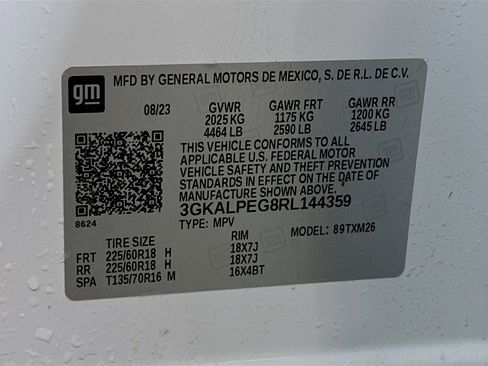 gm MFD BY GENERAL MOTORS DE MEXICO, S. DE R.L. DE C.V.
08/23 GVWR GAWR FRT GAWR RR
2025 KG 1175 KG 1200 KG
4464 LB 2590 LB 2645 LB
THIS VEHICLE CONFORMS TO ALL
APPLICABLE U.S. FEDERAL MOTOR
VEHICLE SAFETY AND THEFT PREVENTION
STANDARDS IN EFFECT ON THE DATE OF
MANUFACTURE SHOWN ABOVE.
8624 3GKALPEG8RL144359
TYPE: MPV MODEL: 89TXM26
TIRE SIZE RIM
FRT 225/60R18 H 18X7J
RR 225/60R18 H 18X7J
SPA T135/70R16 M 16X4BT